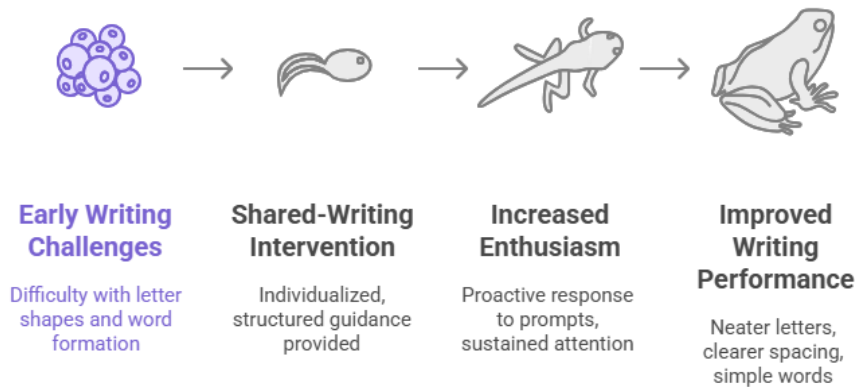 Early Writing
Challenges
Difficulty with letter
shapes and word
formation
Shared-Writing
Intervention
Individualized,
structured guidance
provided
Increased
Enthusiasm
Proactive response
to prompts,
sustained attention
Improved
Writing
Performance
Neater letters,
clearer spacing,
simple words